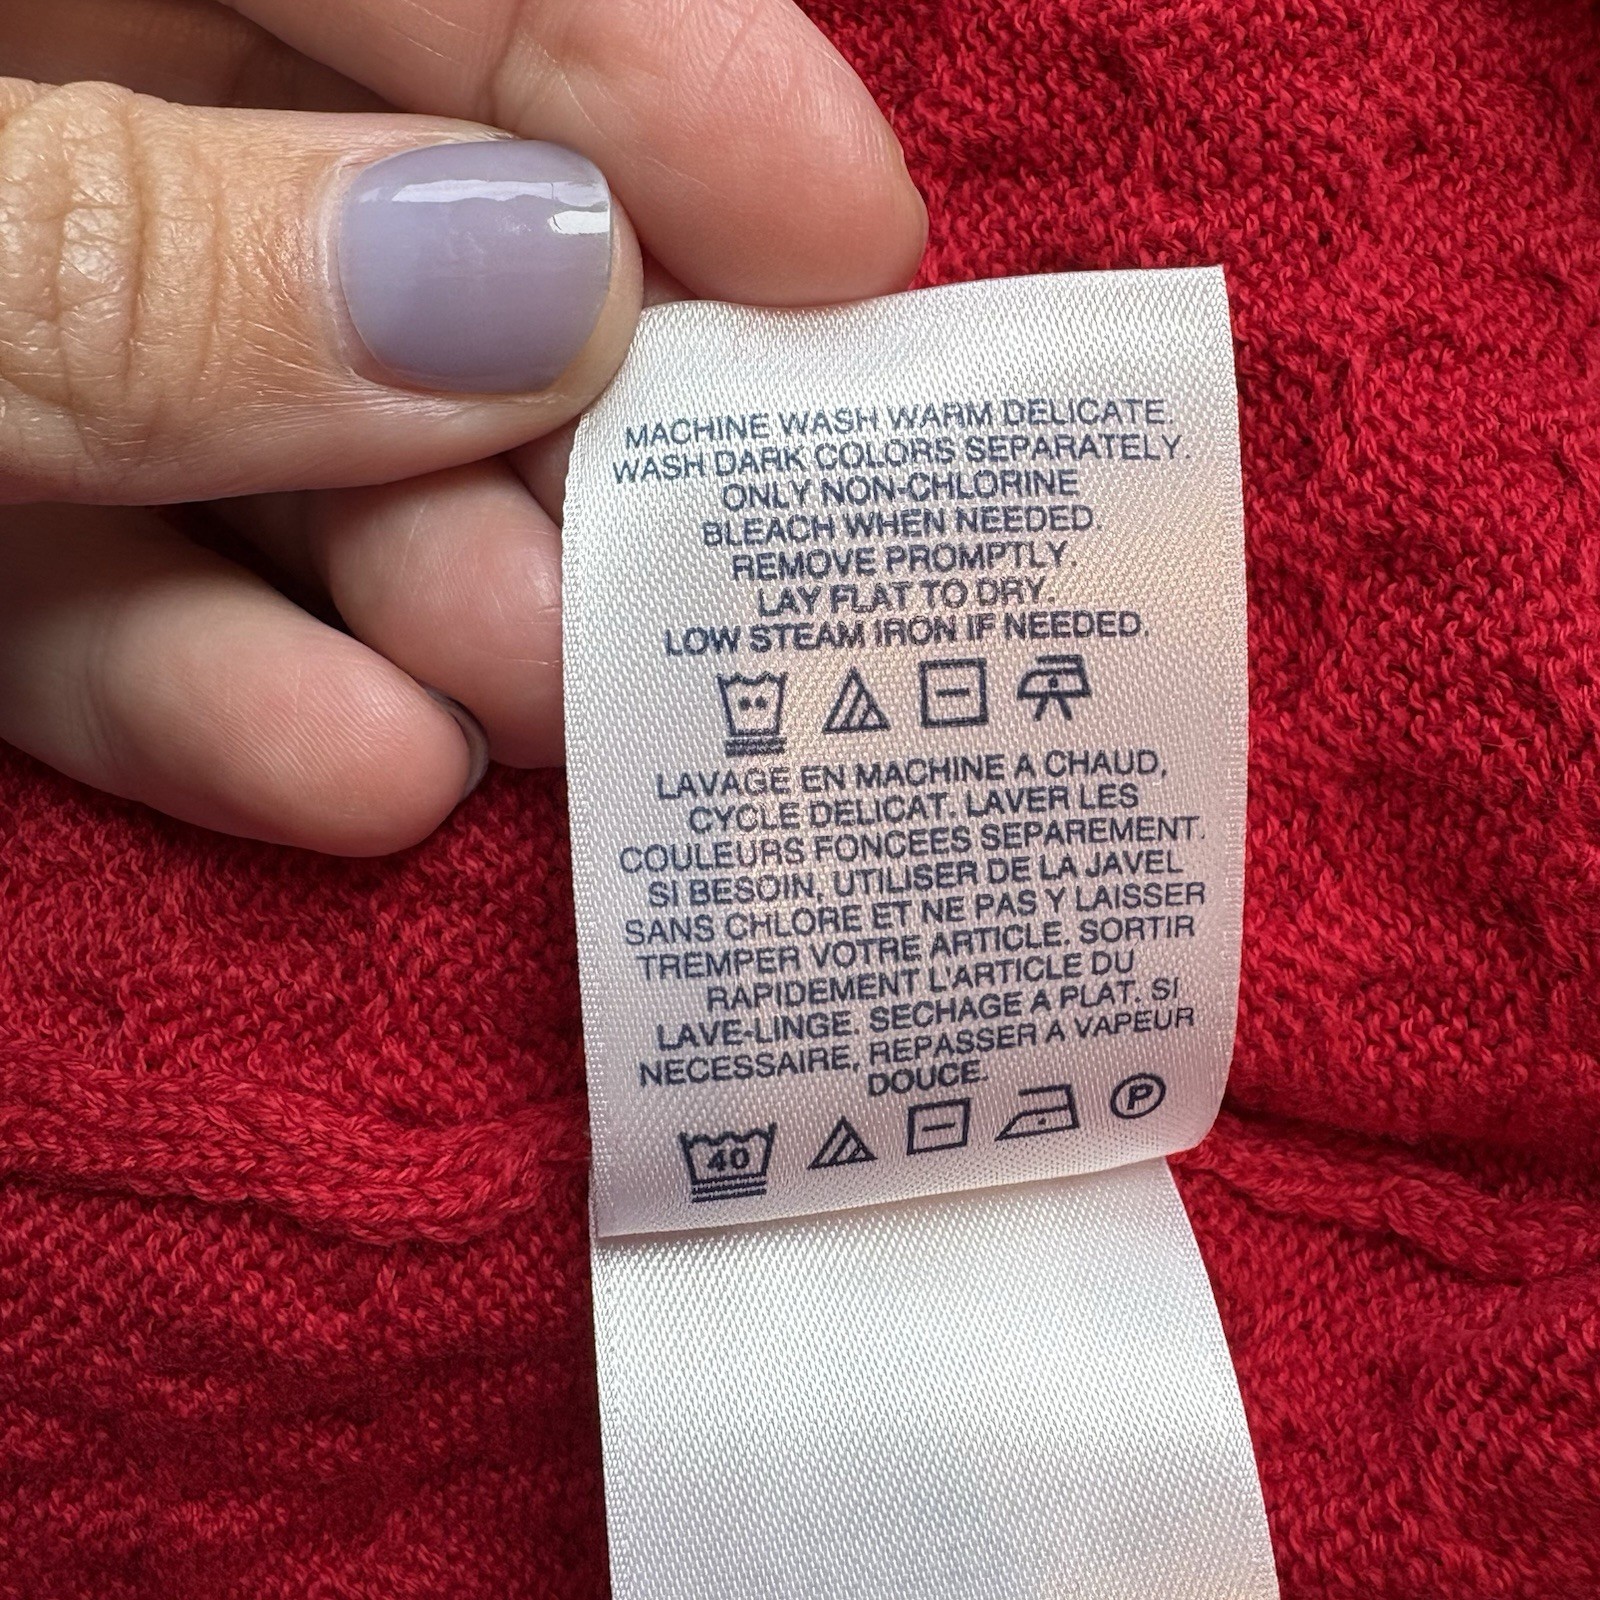 MACHINE WASH WARM DELICATE.
WASH DARK COLORS SEPARATELY.
ONLY NON-CHLORINE
BLEACH WHEN NEEDED.
REMOVE PROMPTLY.
LAY FLAT TO DRY.
LOW STEAM IRON IF NEEDED.
LAVAGE EN MACHINE A CHAUD,
CYCLE DELICAT. LAVER LES
COULEURS FONCEES SEPAREMENT.
SI BESOIN, UTILISER DE LA JAVEL
SANS CHLORE ET NE PAS Y LAISSER
TREMPER VOTRE ARTICLE. SORTIR
RAPIDEMENT L'ARTICLE DU
LAVE-LINGE. SECHAGE A PLAT. SI
NECESSAIRE, REPASSER A VAPEUR
DOUCE.
40 P